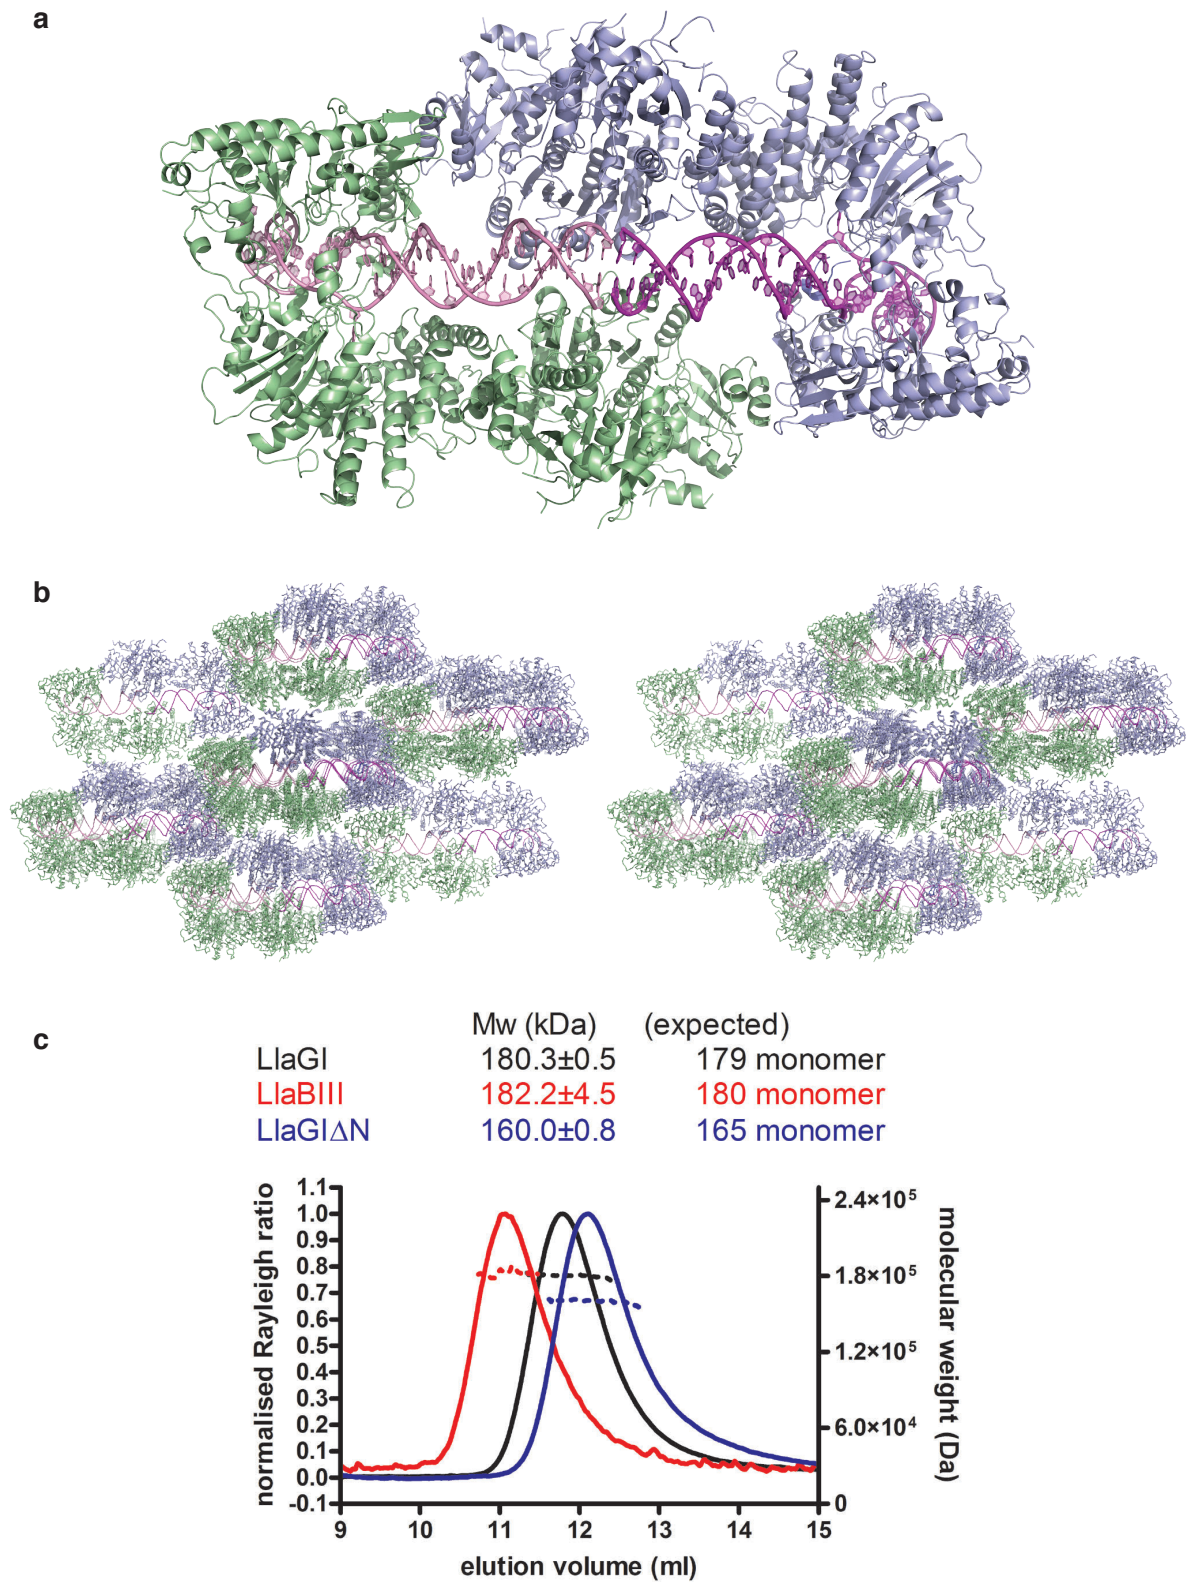 a
b
c
Mw (kDa) (expected)
LlaGI 180.3±0.5 179 monomer
LlaBIII 182.2±4.5 180 monomer
LlaGIΔN 160.0±0.8 165 monomer
normalised Rayleigh ratio
1.1
1.0
0.9
0.8
0.7
0.6
0.5
0.4
0.3
0.2
0.1
0.0
-0.1
2.4×10⁵
1.8×10⁵
1.2×10⁵
6.0×10⁴
0
molecular weight (Da)
9 10 11 12 13 14 15
elution volume (ml)